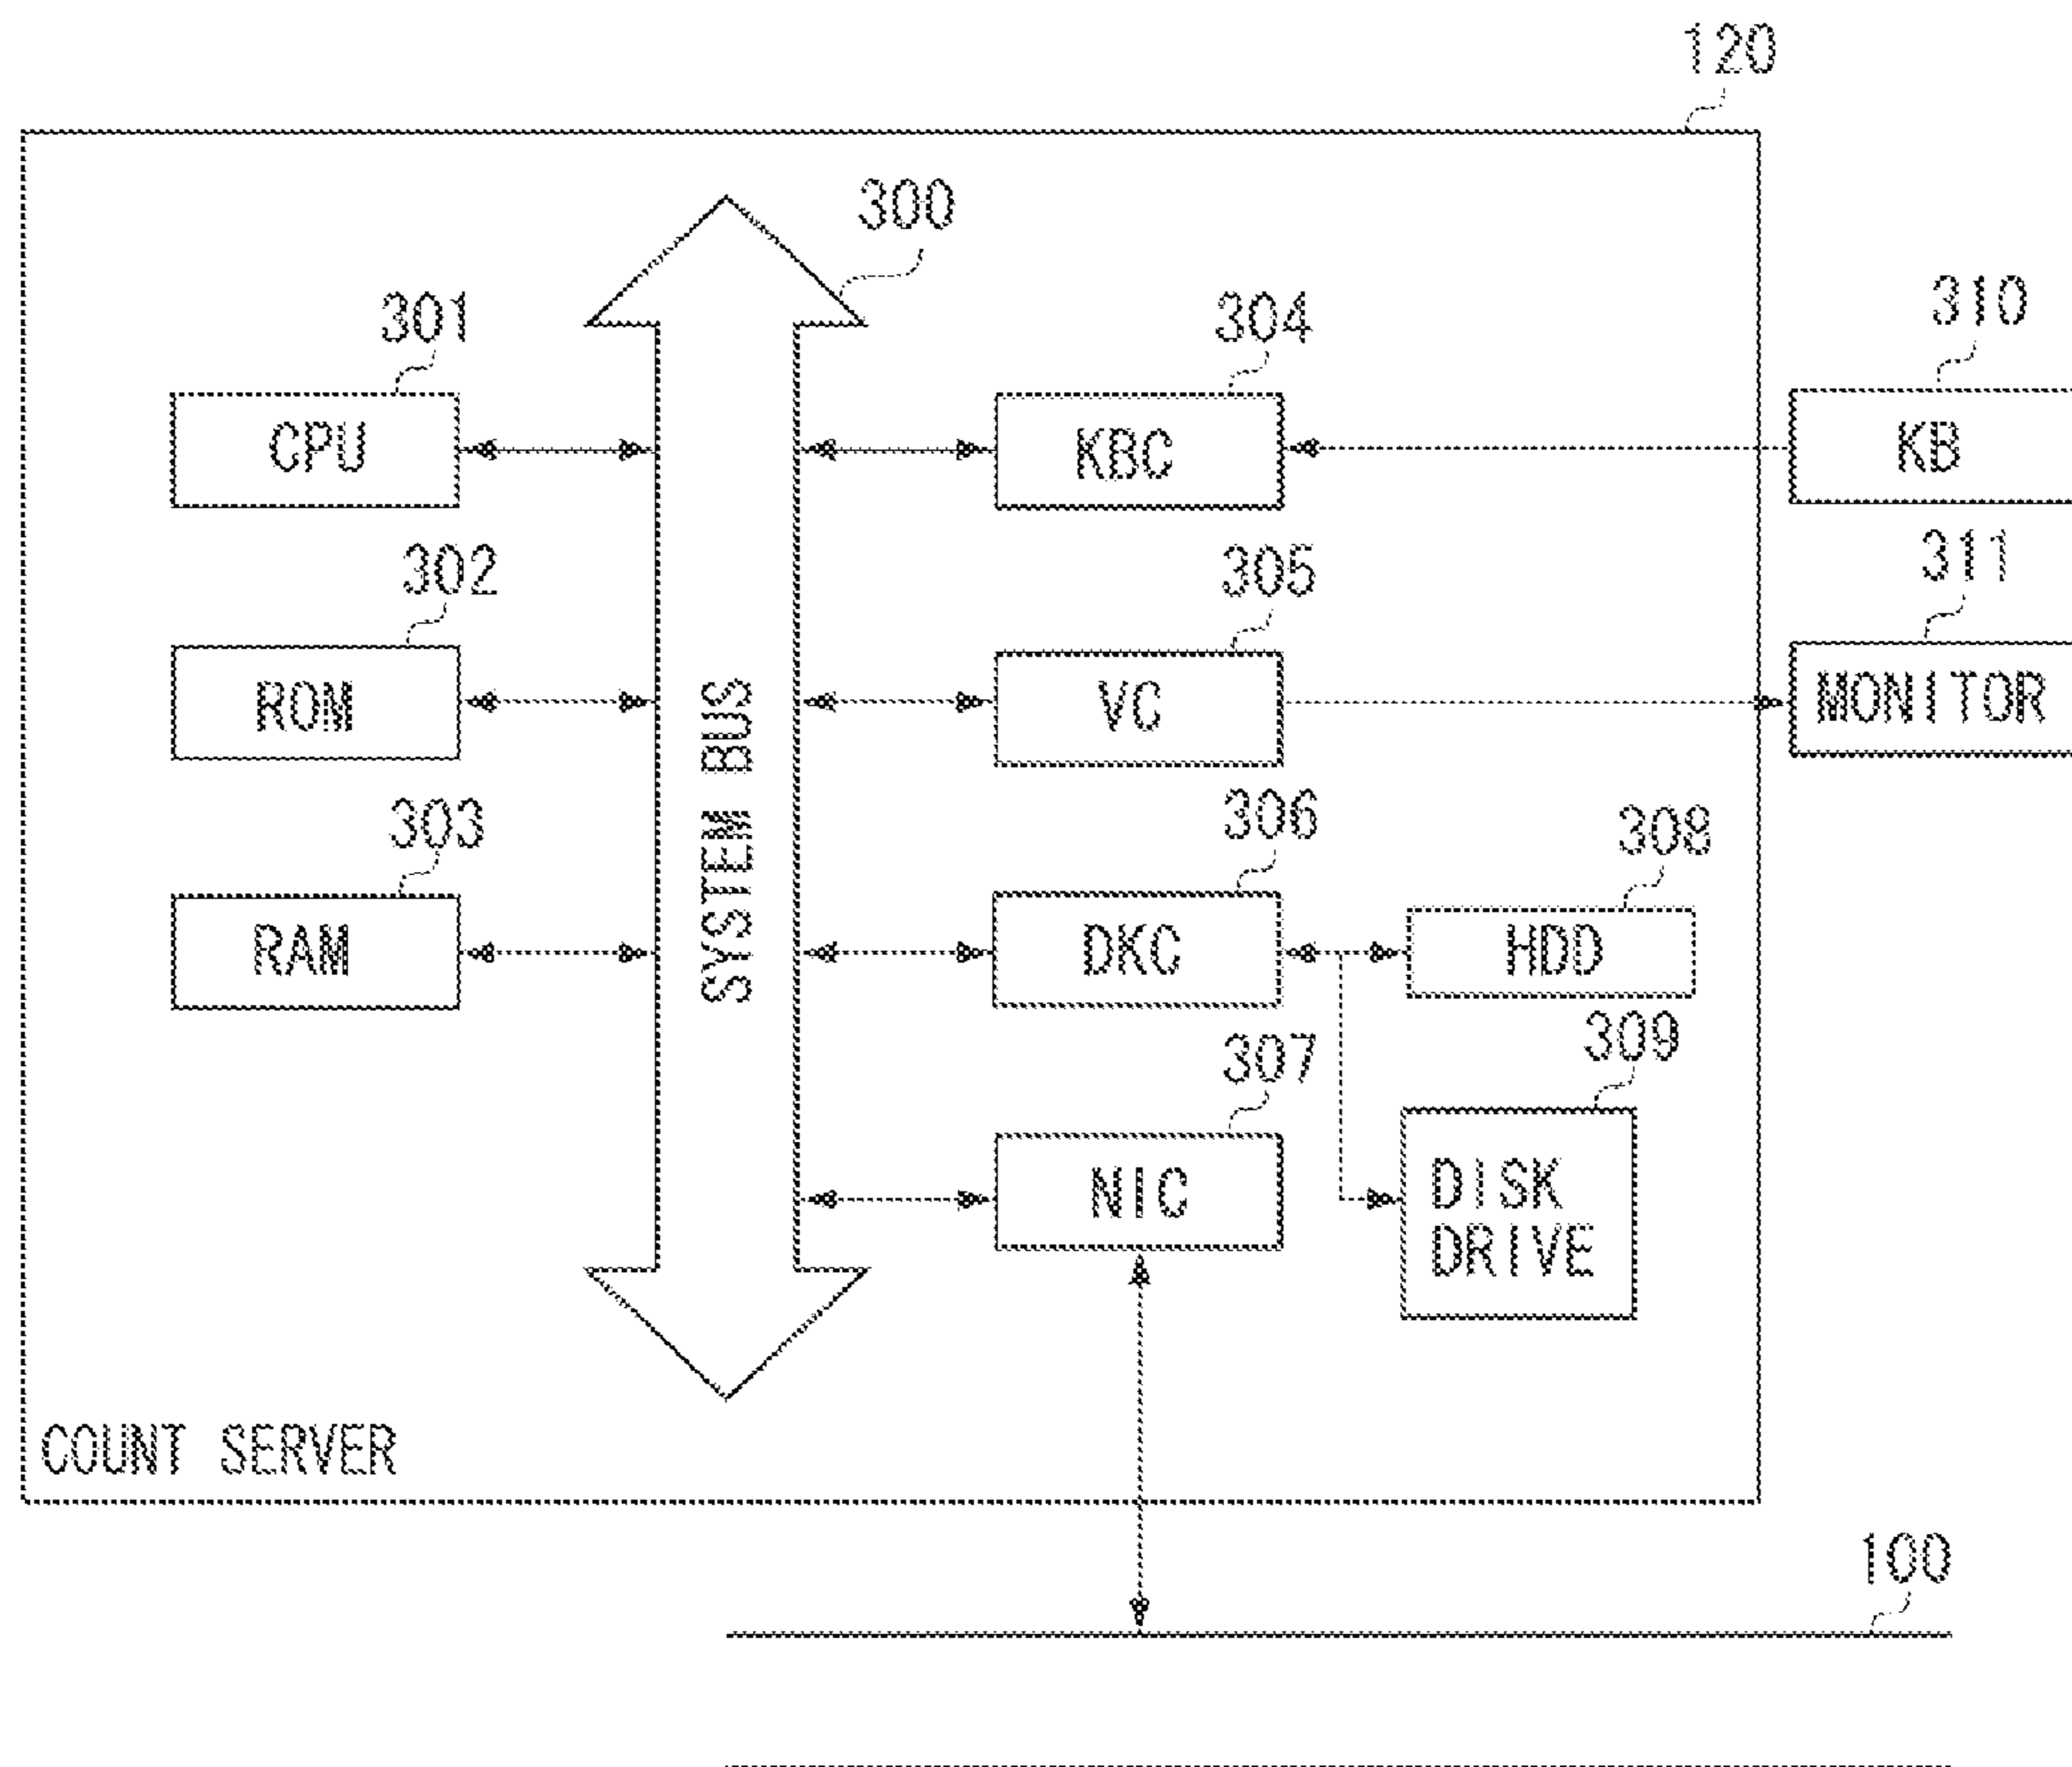 120
300
301
304
310
CPU
KBC
KB
302
305
311
ROM
VC
MONITOR
SYSTEM BUS
303
306
308
RAM
DKC
HDD
307
309
NIC
DISK
DRIVE
COUNT SERVER
100